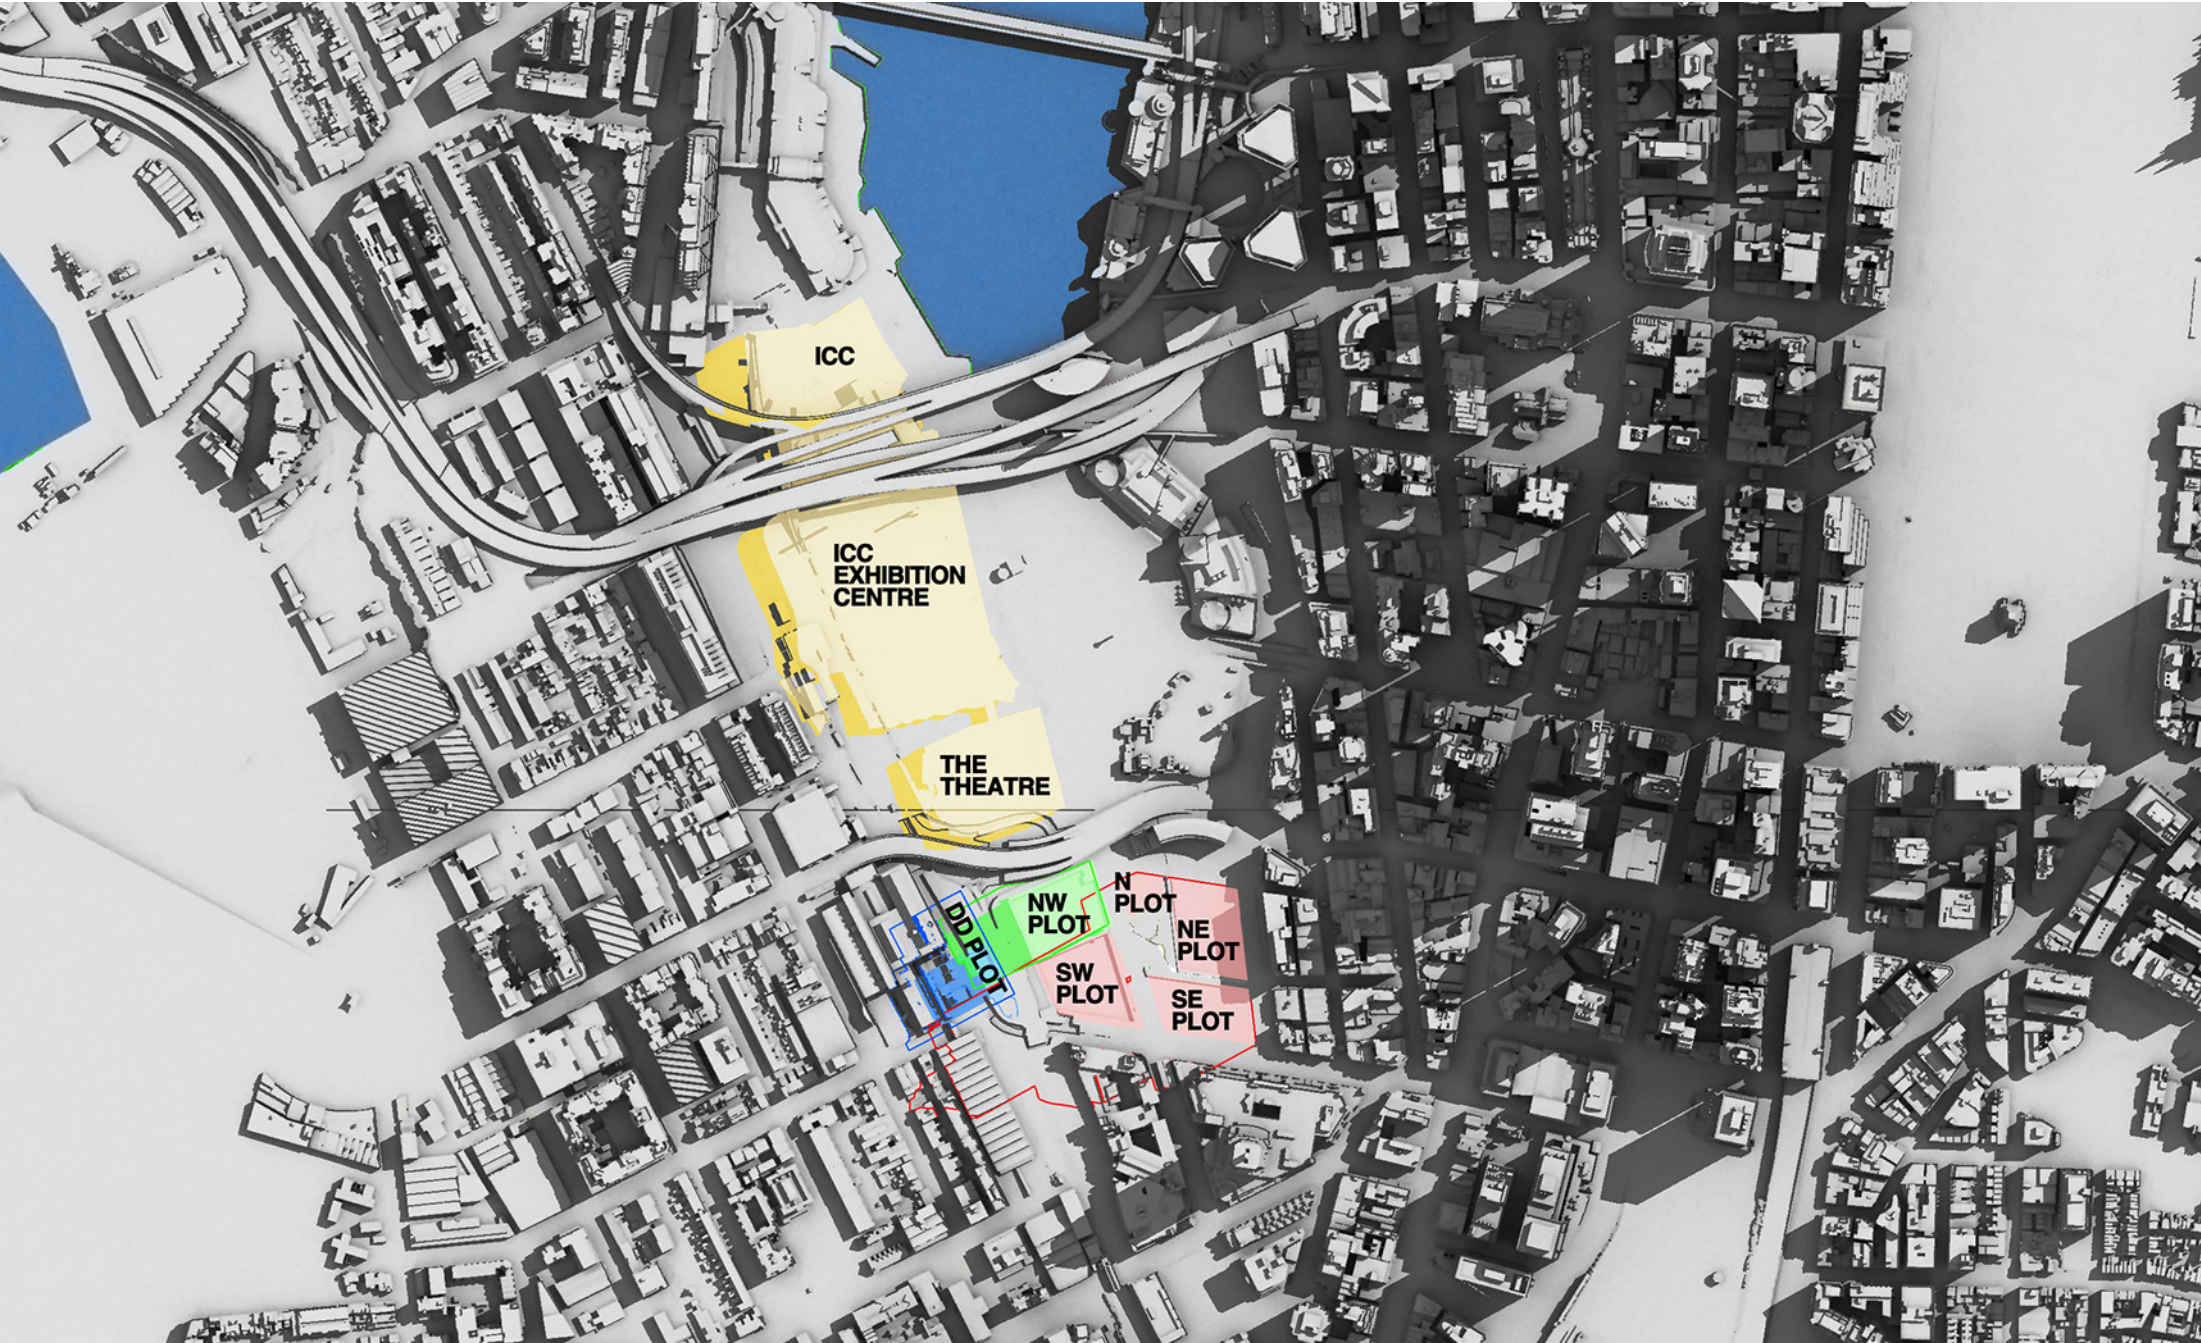 ICC
ICC
EXHIBITION
CENTRE
THE
THEATRE
DD PLOT
NW
PLOT
N
PLOT
NE
PLOT
SW
PLOT
SE
PLOT